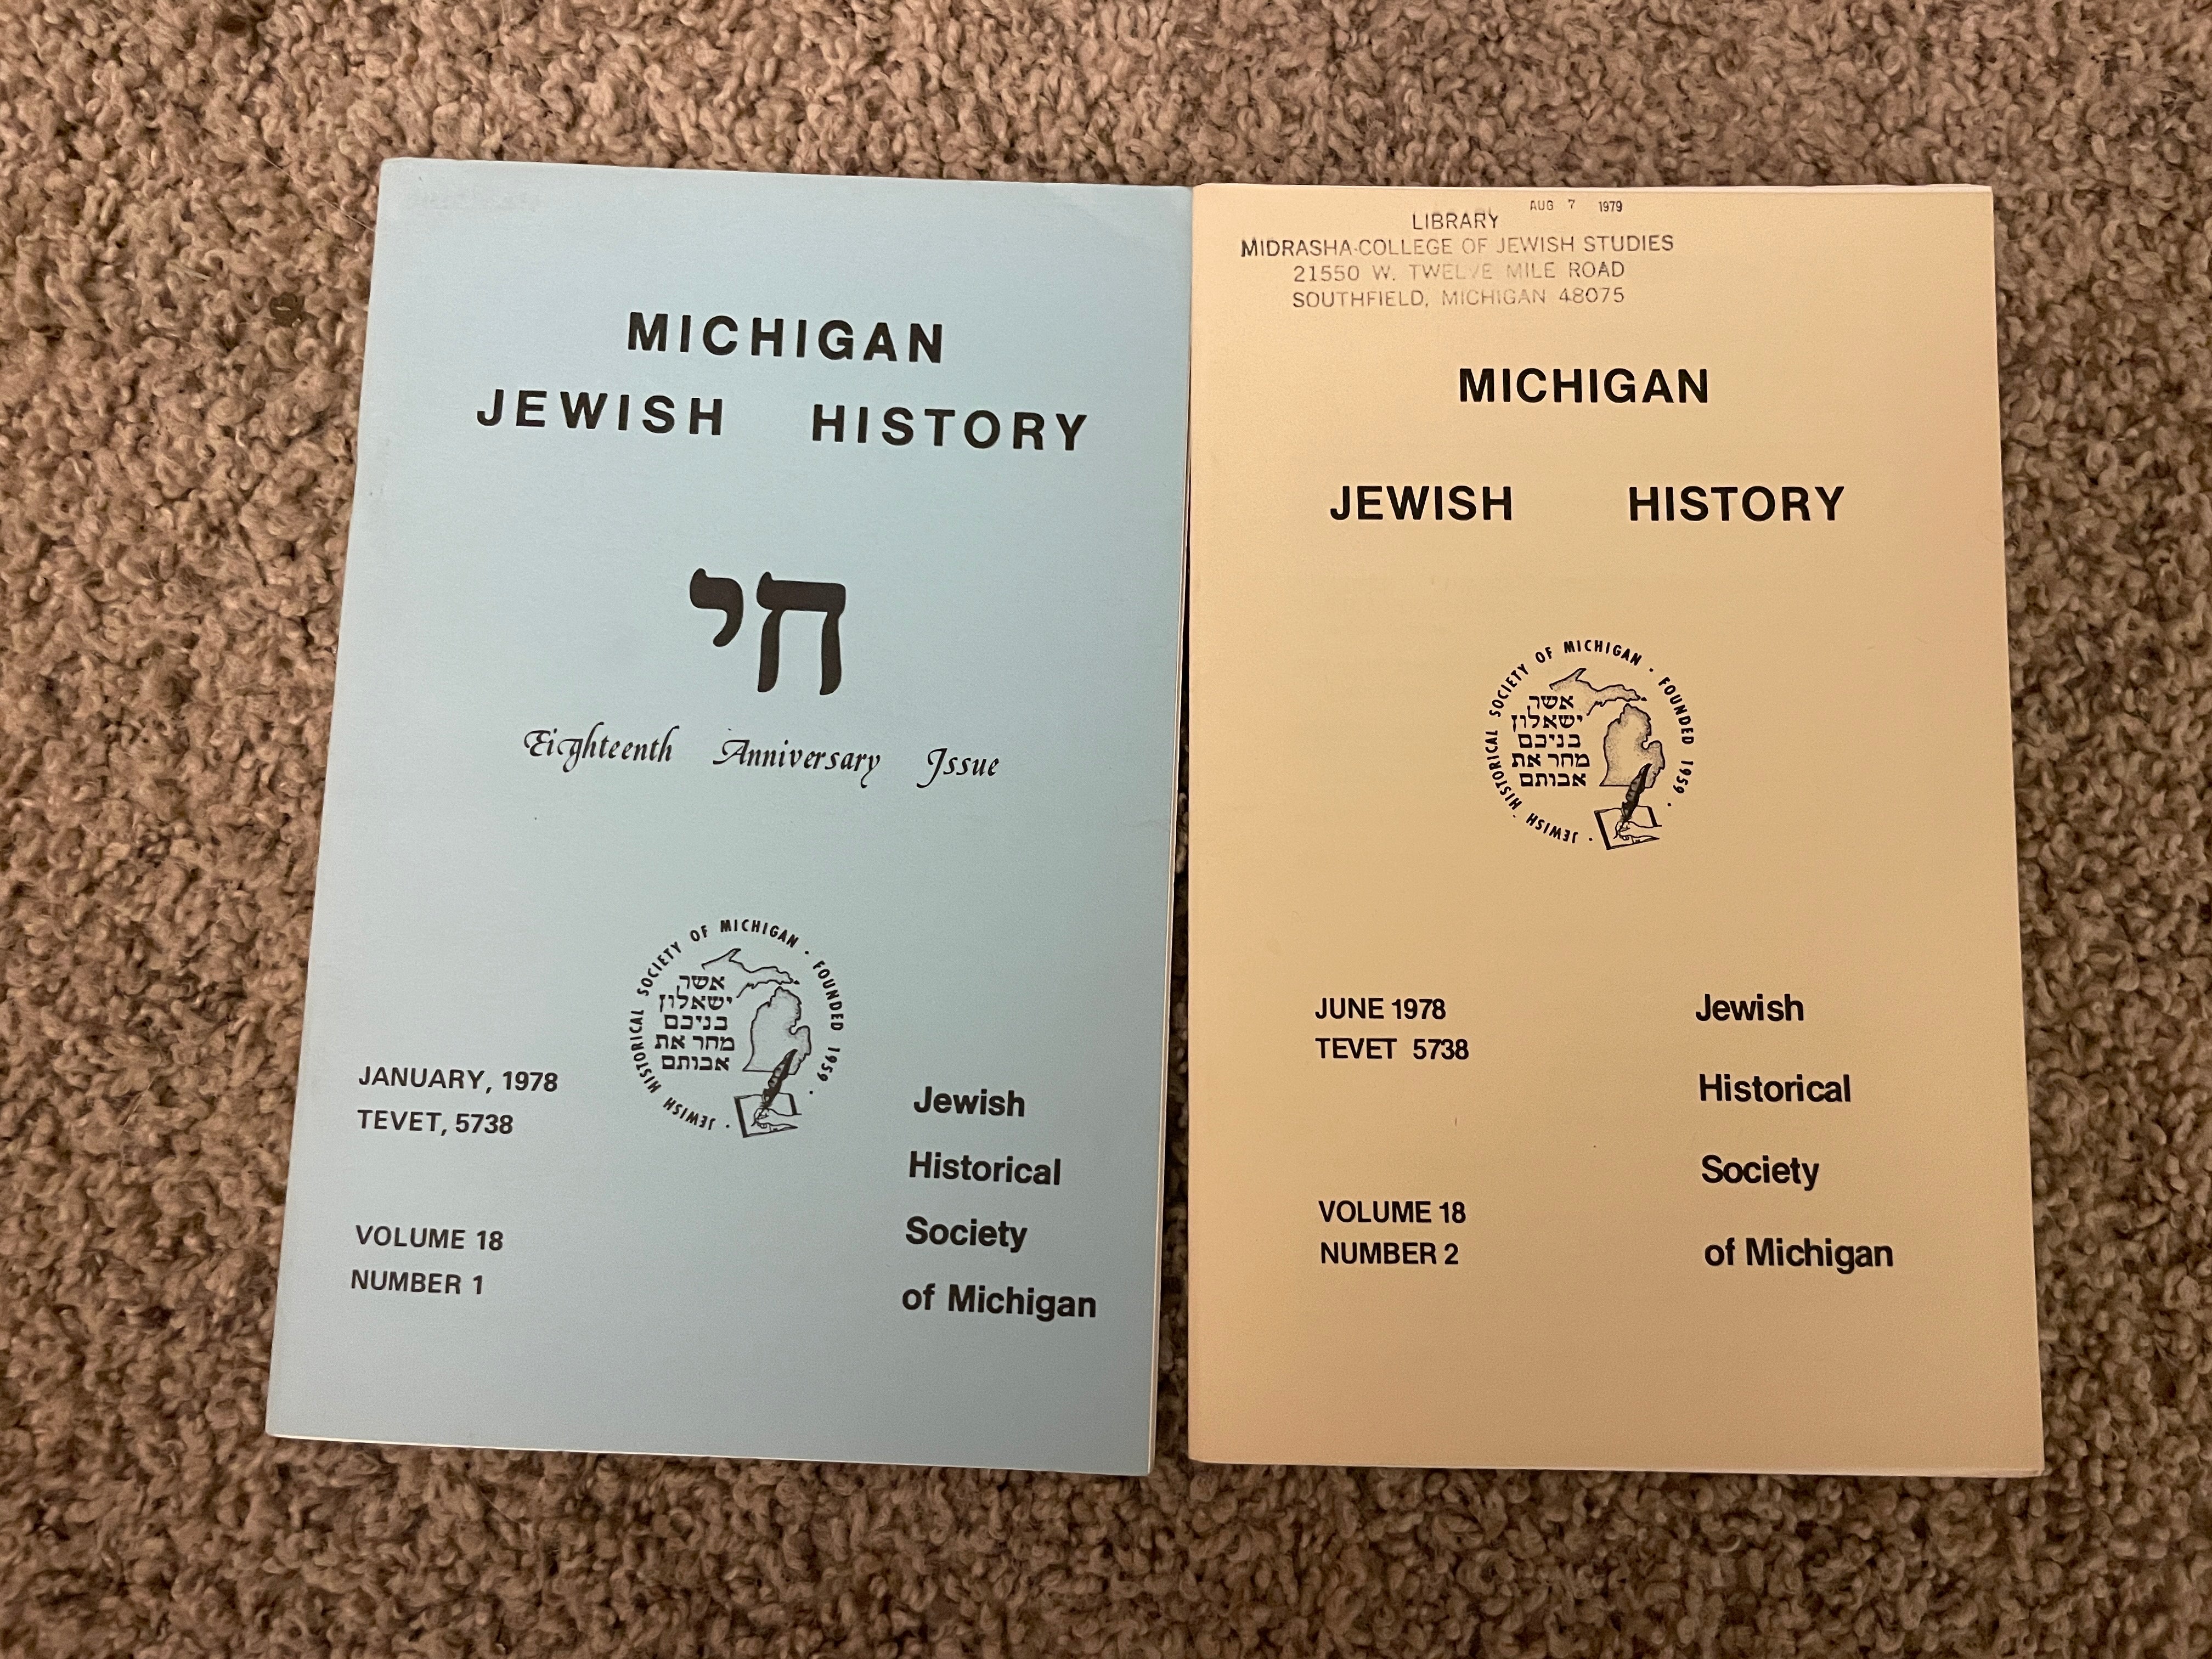 MICHIGAN
JEWISH HISTORY
חי
Eighteenth Anniversary Issue
JEWISH HISTORICAL SOCIETY OF MICHIGAN · FOUNDED 1959 ·
אשר
ישאלון
בניכם
מחר את
אבותם
JANUARY, 1978
TEVET, 5738
VOLUME 18
NUMBER 1
Jewish
Historical
Society
of Michigan
AUG 7 1979
LIBRARY
MIDRASHA-COLLEGE OF JEWISH STUDIES
21550 W. TWELVE MILE ROAD
SOUTHFIELD, MICHIGAN 48075
MICHIGAN
JEWISH HISTORY
JEWISH HISTORICAL SOCIETY OF MICHIGAN · FOUNDED 1959 ·
אשר
ישאלון
בניכם
מחר את
אבותם
JUNE 1978
TEVET 5738
VOLUME 18
NUMBER 2
Jewish
Historical
Society
of Michigan